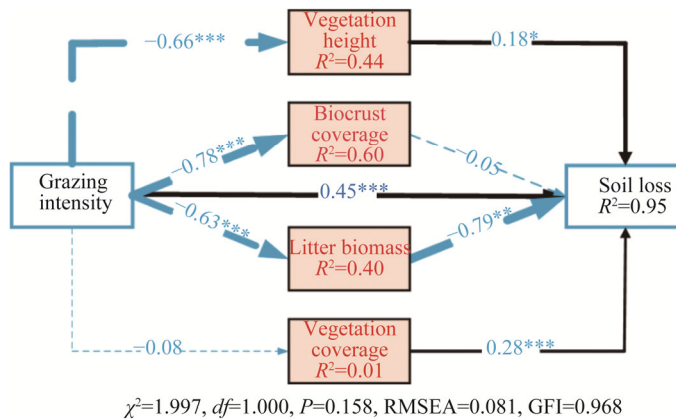 −0.66***
Vegetation
height
R²=0.44
0.18*
Biocrust
coverage
R²=0.60
−0.78***
−0.05
Grazing
intensity
0.45***
Soil loss
R²=0.95
−0.63***
Litter biomass
R²=0.40
−0.79**
−0.08
Vegetation
coverage
R²=0.01
0.28***
χ²=1.997, df=1.000, P=0.158, RMSEA=0.081, GFI=0.968